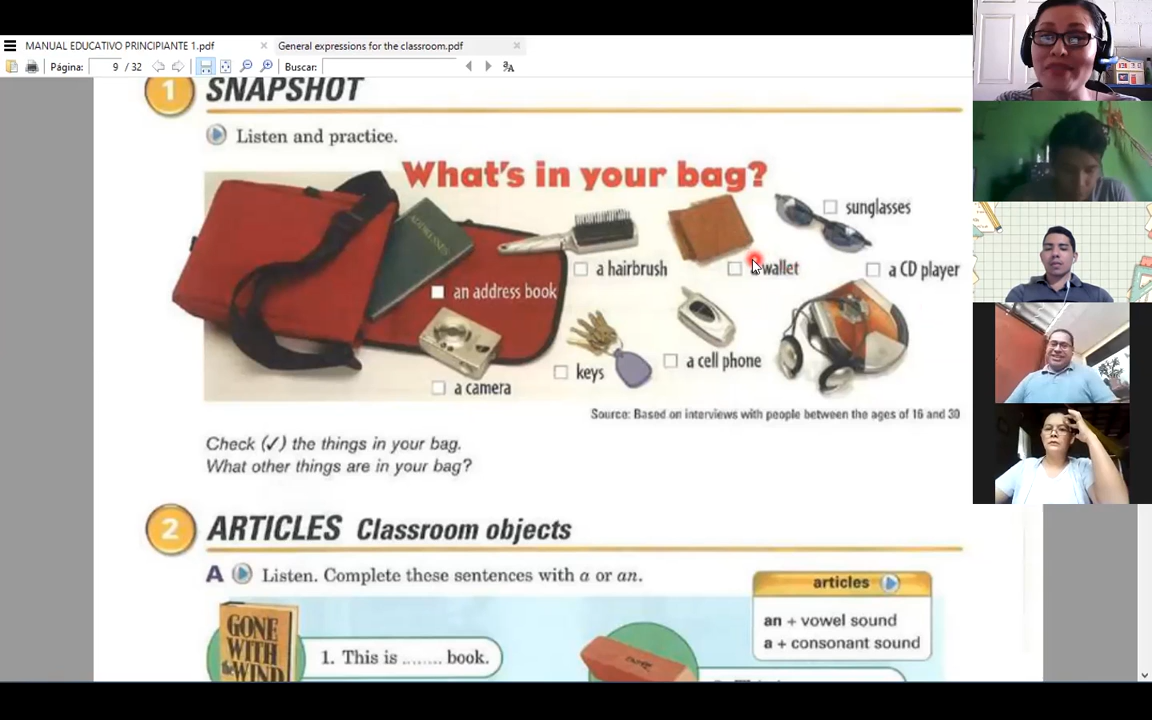 MANUAL EDUCATIVO PRINCIPIANTE 1.pdf
General expressions for the classroom.pdf
Página: 9 / 32
Buscar:
1 SNAPSHOT
Listen and practice.
What's in your bag?
sunglasses
ADDRESSES
a hairbrush
wallet
a CD player
an address book
a cell phone
keys
a camera
Source: Based on interviews with people between the ages of 16 and 30
Check (✓) the things in your bag.
What other things are in your bag?
2 ARTICLES Classroom objects
A Listen. Complete these sentences with a or an.
articles
an + vowel sound
a + consonant sound
GONE
WITH
the WIND
1. This is ........ book.